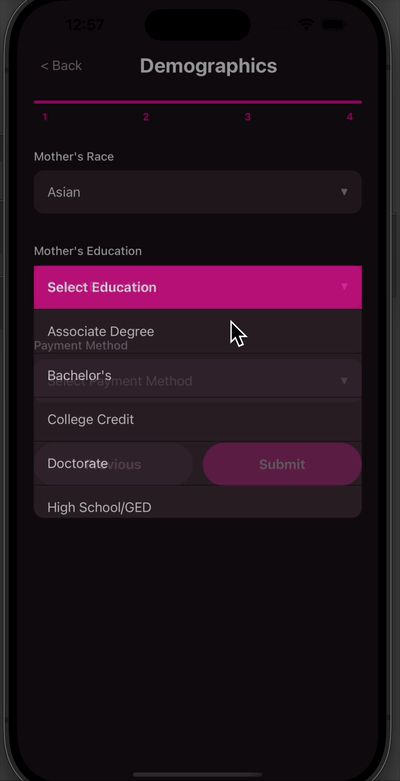 12:57
< Back
Demographics
1 2 3 4
Mother's Race
Asian
Mother's Education
Select Education
Associate Degree
Payment Method
Bachelor's
Select Payment Method
College Credit
Doctorate
Previous
Submit
High School/GED